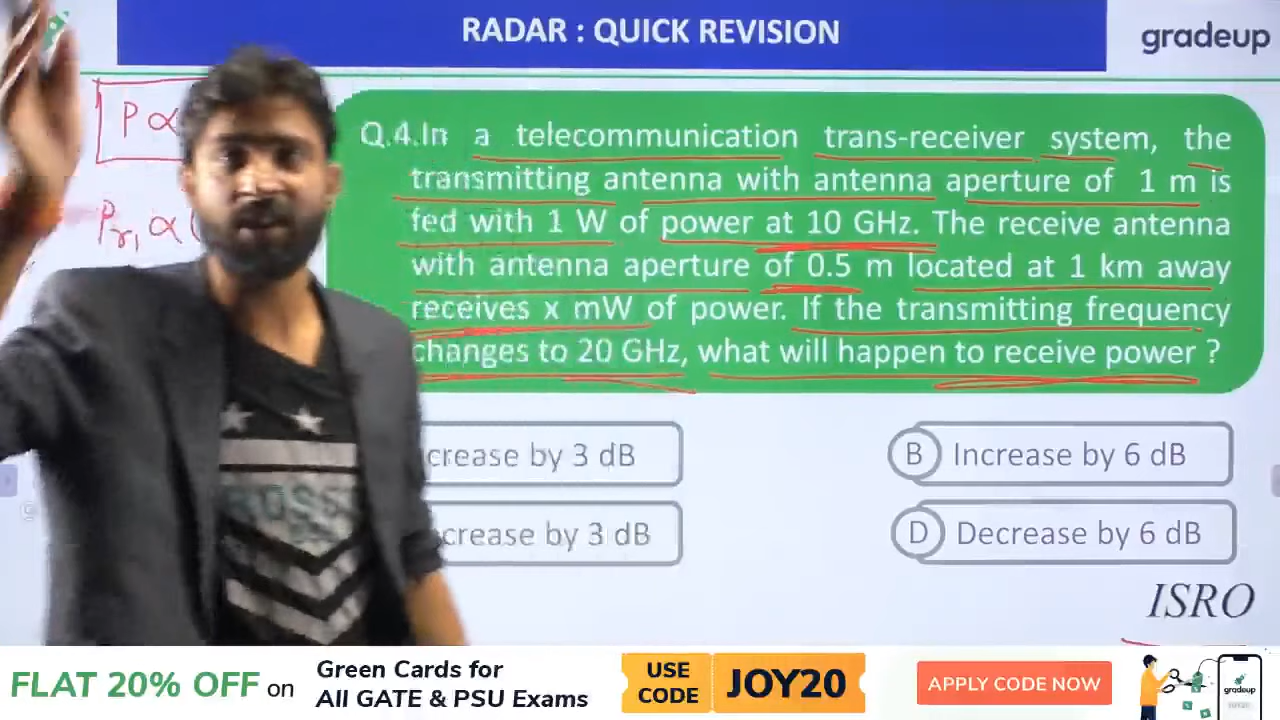 RADAR : QUICK REVISION
gradeup
P ∝
Pr₁ ∝ (
Q.4.In a telecommunication trans-receiver system, the
transmitting antenna with antenna aperture of 1 m is
fed with 1 W of power at 10 GHz. The receive antenna
with antenna aperture of 0.5 m located at 1 km away
receives x mW of power. If the transmitting frequency
changes to 20 GHz, what will happen to receive power ?
crease by 3 dB
B Increase by 6 dB
crease by 3 dB
D Decrease by 6 dB
ISRO
FLAT 20% OFF on
Green Cards for
All GATE & PSU Exams
USE
CODE
JOY20
APPLY CODE NOW
gradeup